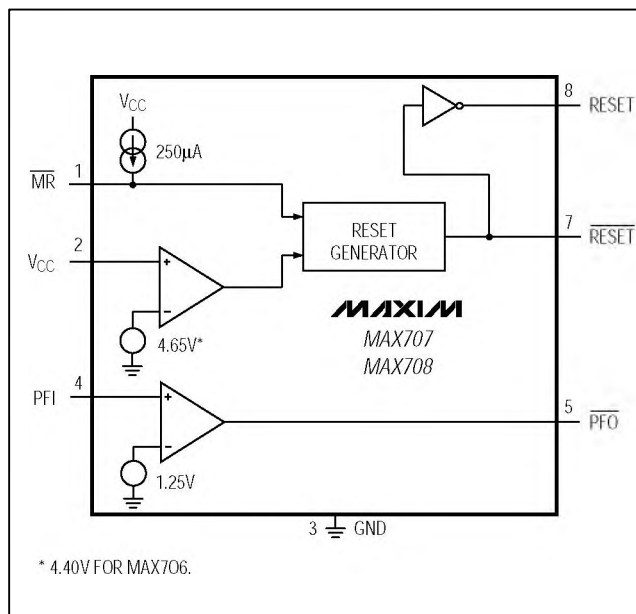 8
RESET
VCC
250µA
1
MR
2
VCC
RESET
GENERATOR
7
RESET
MAXIM
MAX707
MAX708
4.65V*
4
PFI
5
PFO
1.25V
3 GND
* 4.40V FOR MAX706.